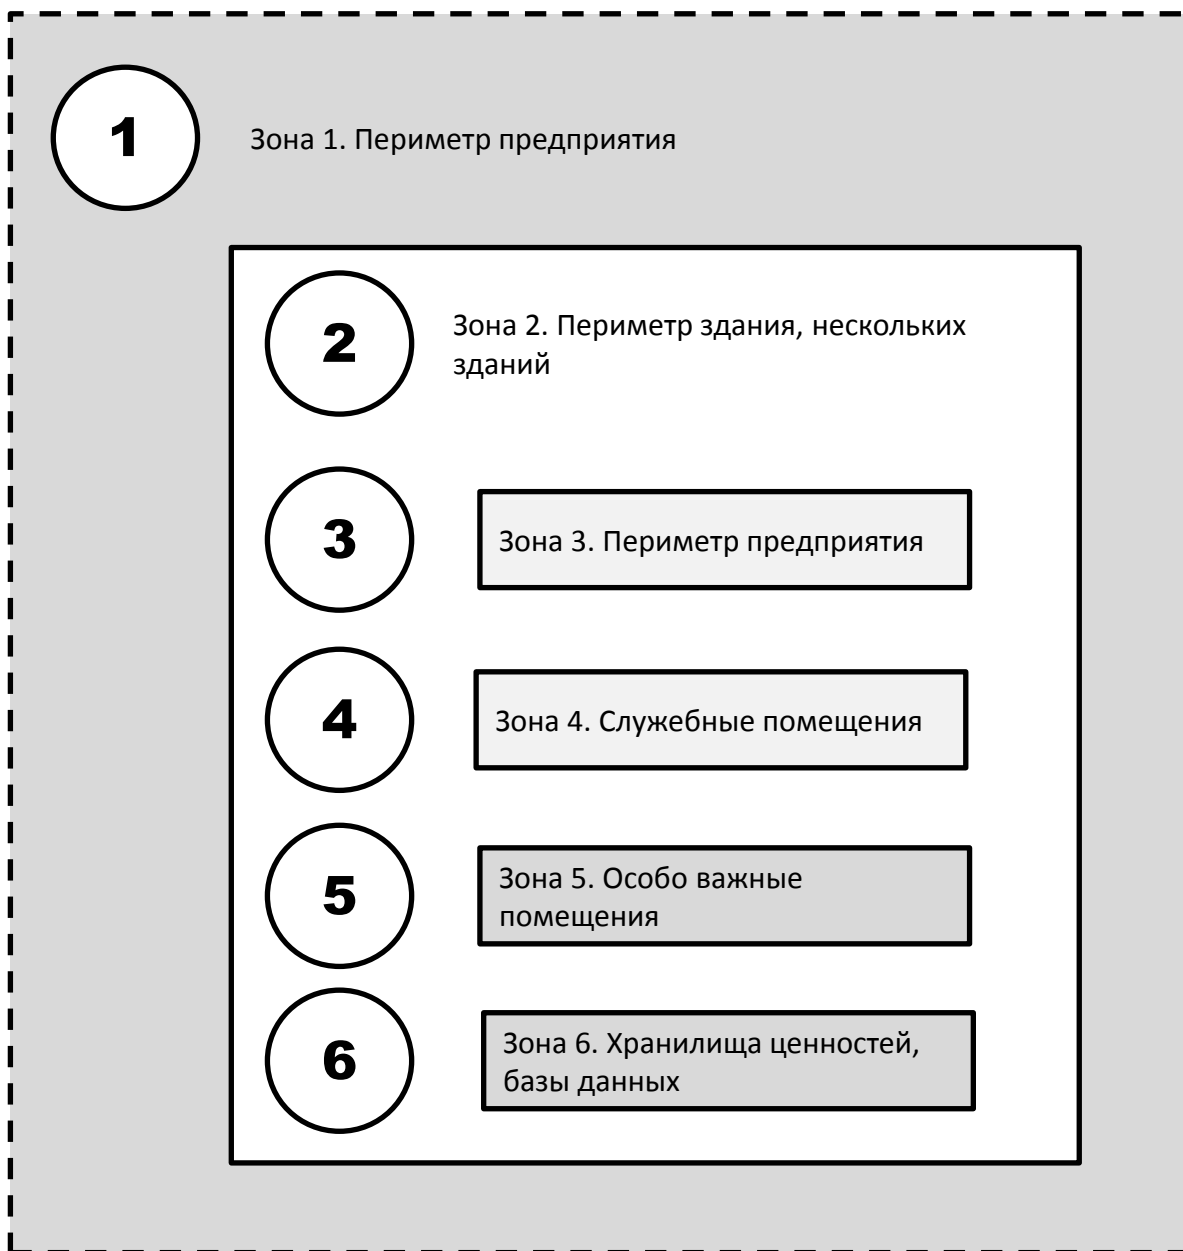 1
Зона 1. Периметр предприятия
2
Зона 2. Периметр здания, нескольких
зданий
3
Зона 3. Периметр предприятия
4
Зона 4. Служебные помещения
5
Зона 5. Особо важные
помещения
6
Зона 6. Хранилища ценностей,
базы данных